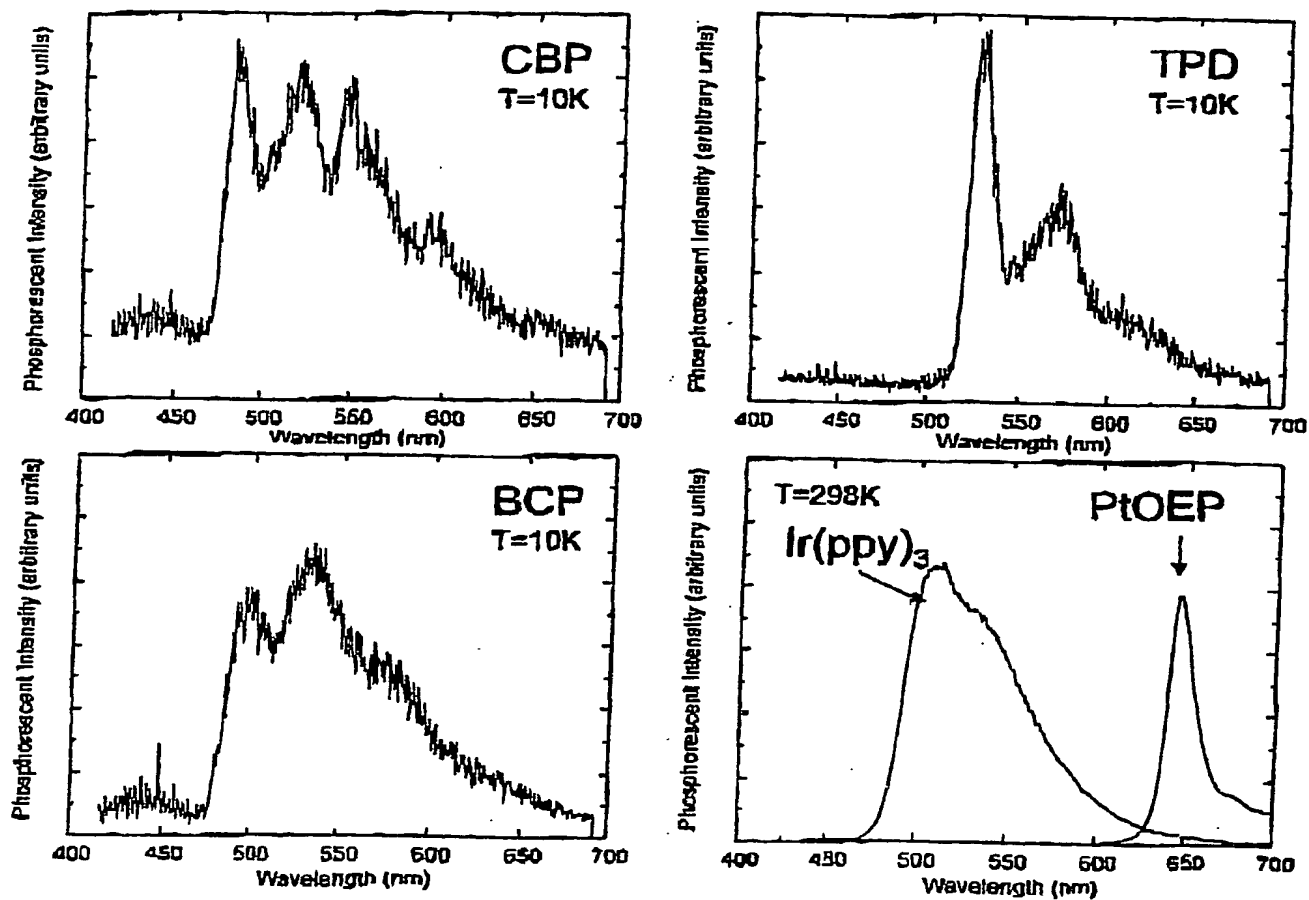 Phosphorescent Intensity (arbitrary units)
CBP
T=10K
400 450 500 550 600 650 700
Wavelength (nm)
Phosphorescent Intensity (arbitrary units)
TPD
T=10K
400 450 500 550 600 650 700
Wavelength (nm)
Phosphorescent Intensity (arbitrary units)
BCP
T=10K
400 450 500 550 600 650 700
Wavelength (nm)
Phosphorescent Intensity (arbitrary units)
T=298K
PtOEP
Ir(ppy)3
400 450 500 550 600 650 700
Wavelength (nm)